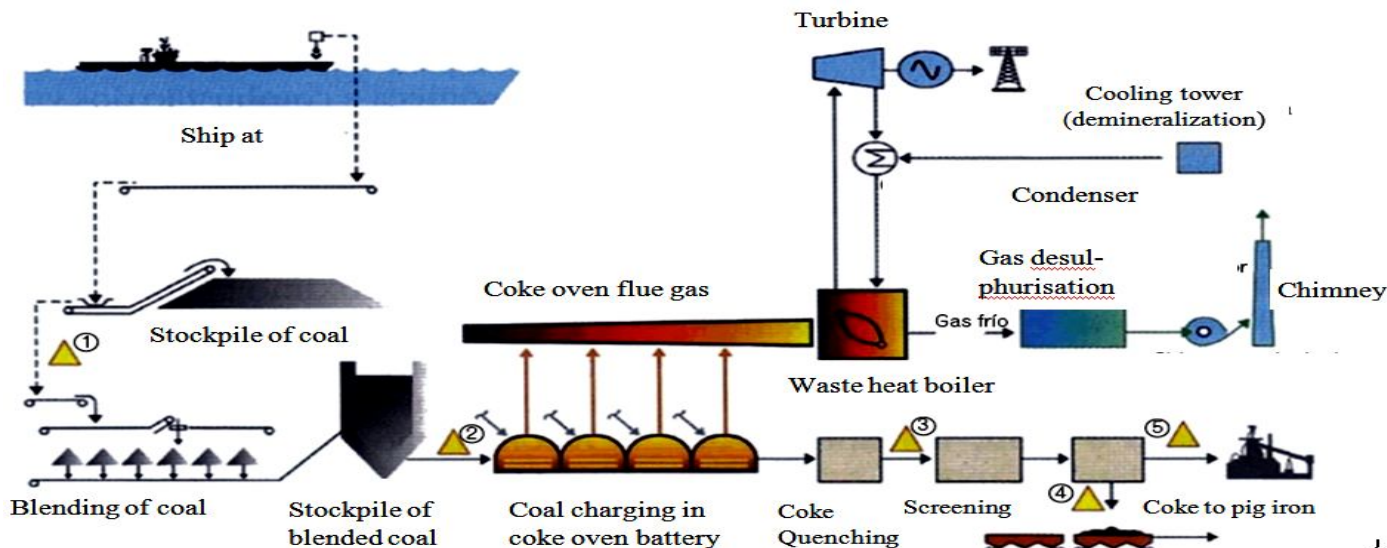 Turbine
Cooling tower
(demineralization)
Ship at
Condenser
Gas desul-
phurisation
Coke oven flue gas
Chimney
Gas frío
Stockpile of coal
①
Waste heat boiler
②
③
⑤
④
Blending of coal
Stockpile of
blended coal
Coal charging in
coke oven battery
Coke
Quenching
Screening
Coke to pig iron